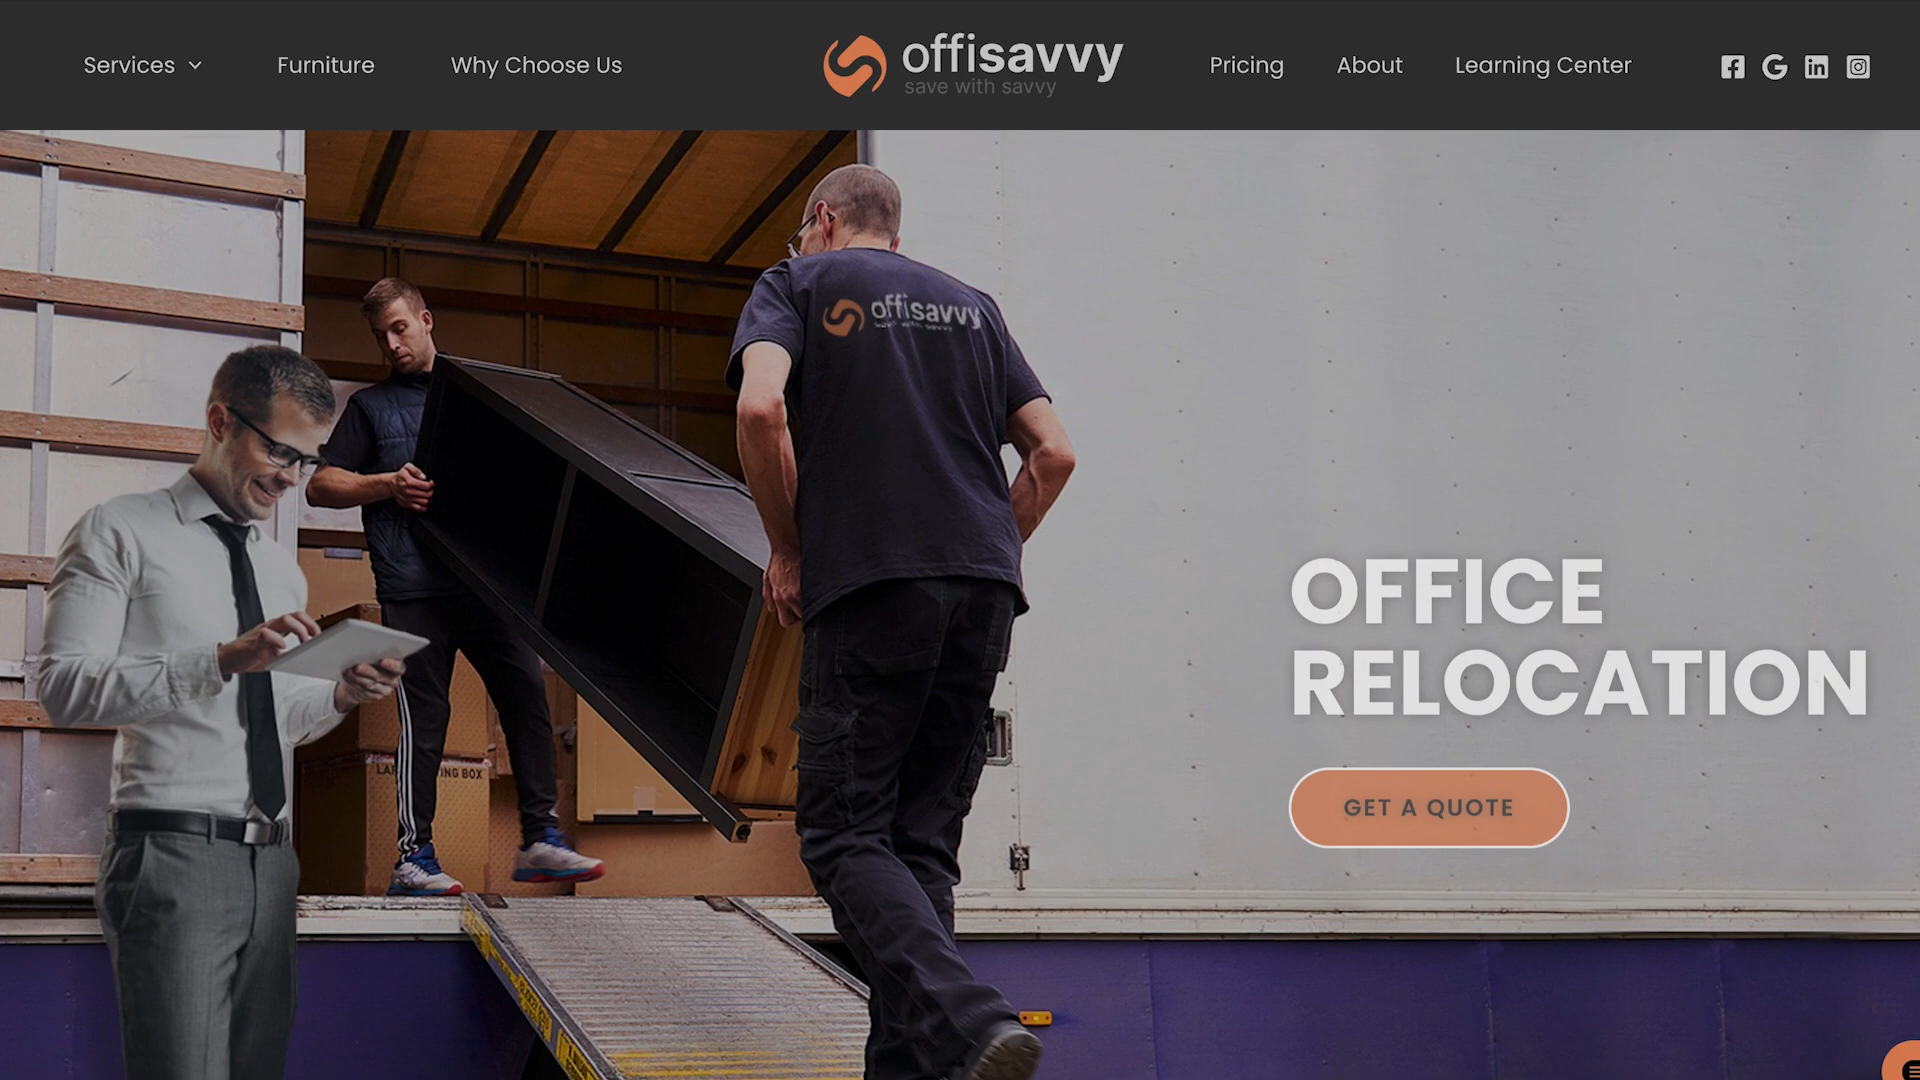 Services
Furniture
Why Choose Us
offisavvy
save with savvy
Pricing
About
Learning Center
offisavvy
OFFICE
RELOCATION
GET A QUOTE